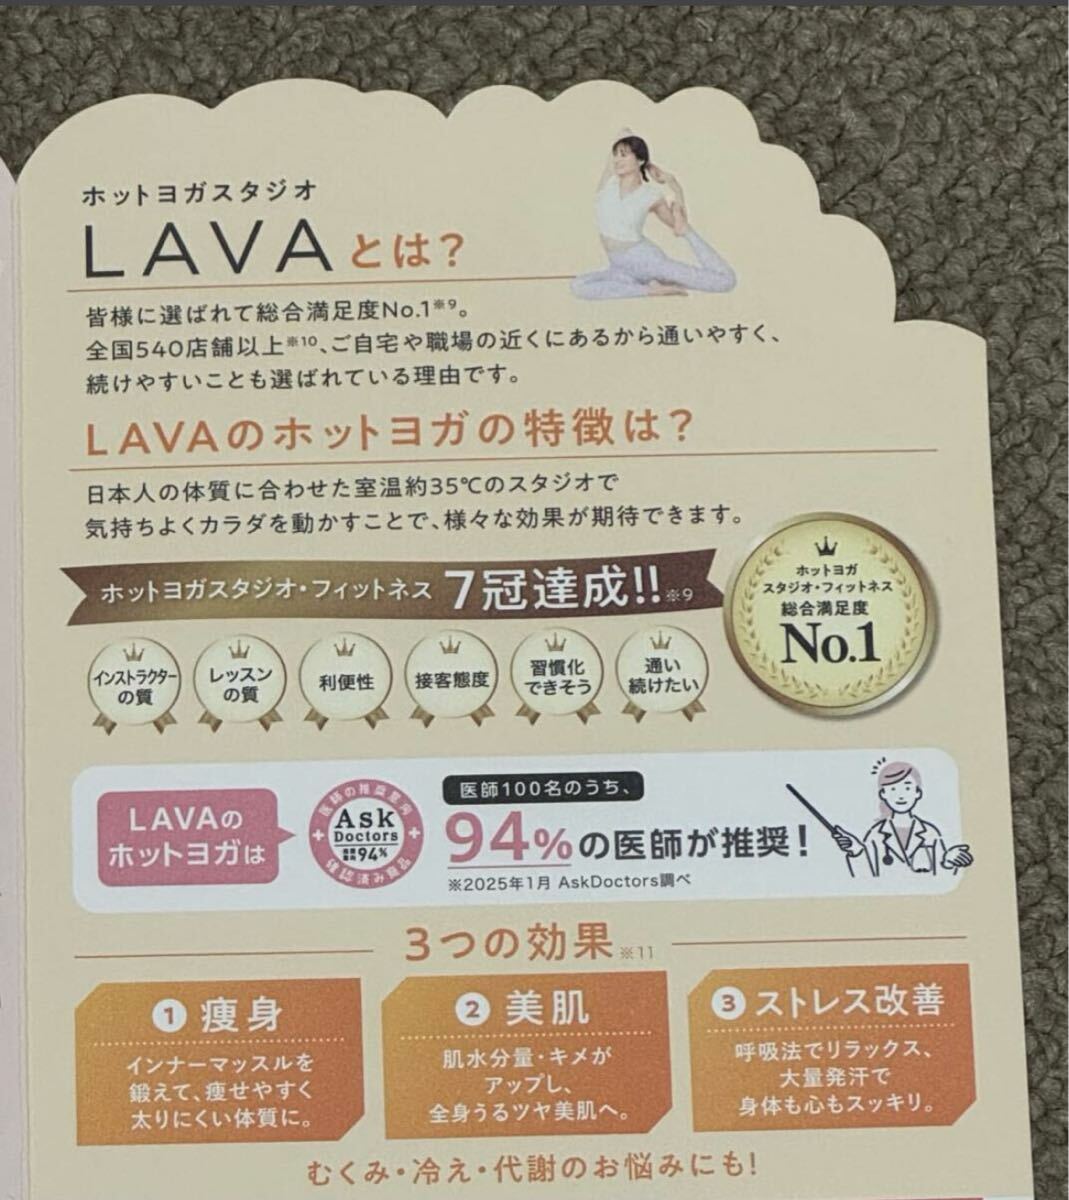 ホットヨガスタジオ
LAVAとは？
皆様に選ばれて総合満足度No.1※9。
全国540店舗以上※10、ご自宅や職場の近くにあるから通いやすく、
続けやすいことも選ばれている理由です。
LAVAのホットヨガの特徴は？
日本人の体質に合わせた室温約35℃のスタジオで
気持ちよくカラダを動かすことで、様々な効果が期待できます。
ホットヨガスタジオ・フィットネス 7冠達成!!※9
ホットヨガ
スタジオ・フィットネス
総合満足度
No.1
インストラクター
の質
レッスン
の質
利便性
接客態度
習慣化
できそう
通い
続けたい
LAVAの
ホットヨガは
医師の推奨意向
Ask
Doctors
94%
確認済み
医師100名のうち、
94%の医師が推奨！
※2025年1月 AskDoctors調べ
3つの効果※11
1 痩身
インナーマッスルを
鍛えて、痩せやすく
太りにくい体質に。
2 美肌
肌水分量・キメが
アップし、
全身うるツヤ美肌へ。
3 ストレス改善
呼吸法でリラックス、
大量発汗で
身体も心もスッキリ。
むくみ・冷え・代謝のお悩みにも！